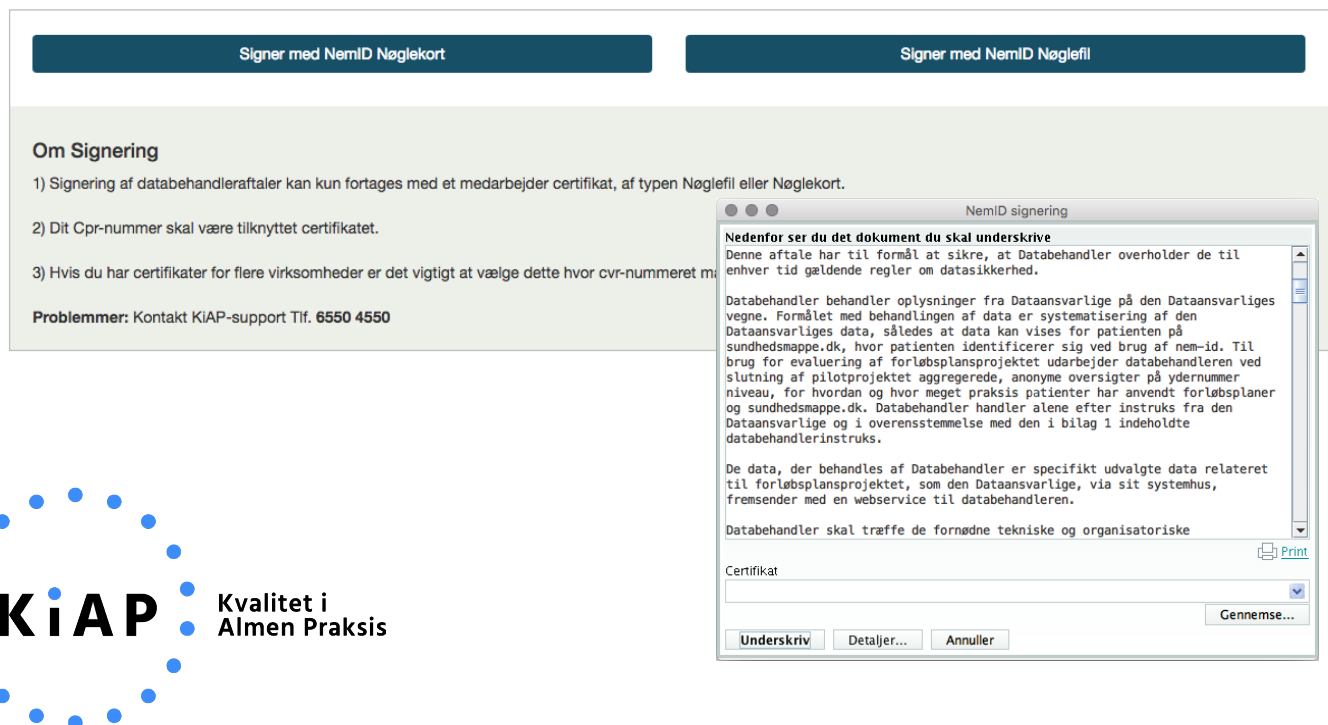 Signer med NemID Nøglekort
Signer med NemID Nøglefil
Om Signering
1) Signering af databehandleraftaler kan kun fortages med et medarbejder certifikat, af typen Nøglefil eller Nøglekort.
2) Dit Cpr-nummer skal være tilknyttet certifikatet.
3) Hvis du har certifikater for flere virksomheder er det vigtigt at vælge dette hvor cvr-nummeret
Problemmer: Kontakt KiAP-support Tlf. 6550 4550
NemID signering
Nedenfor ser du det dokument du skal underskrive
Denne aftale har til formål at sikre, at Databehandler overholder de til
enhver tid gældende regler om datasikkerhed.
Databehandler behandler oplysninger fra Dataansvarlige på den Dataansvarliges
vegne. Formålet med behandlingen af data er systematisering af den
Dataansvarliges data, således at data kan vises for patienten på
sundhedsmappe.dk, hvor patienten identificerer sig ved brug af nem-id. Til
brug for evaluering af forløbsplansprojektet udarbejder databehandleren ved
slutning af pilotprojektet aggregerede, anonyme oversigter på ydernummer
niveau, for hvordan og hvor meget praksis patienter har anvendt forløbsplaner
og sundhedsmappe.dk. Databehandler handler alene efter instruks fra den
Dataansvarlige og i overensstemmelse med den i bilag 1 indeholdte
databehandlerinstruks.
De data, der behandles af Databehandler er specifikt udvalgte data relateret
til forløbsplansprojektet, som den Dataansvarlige, via sit systemhus,
fremsender med en webservice til databehandleren.
Databehandler skal træffe de fornødne tekniske og organisatoriske
Print
Certifikat
Gennemse...
Underskriv
Detaljer...
Annuller
KiAP
Kvalitet i
Almen Praksis